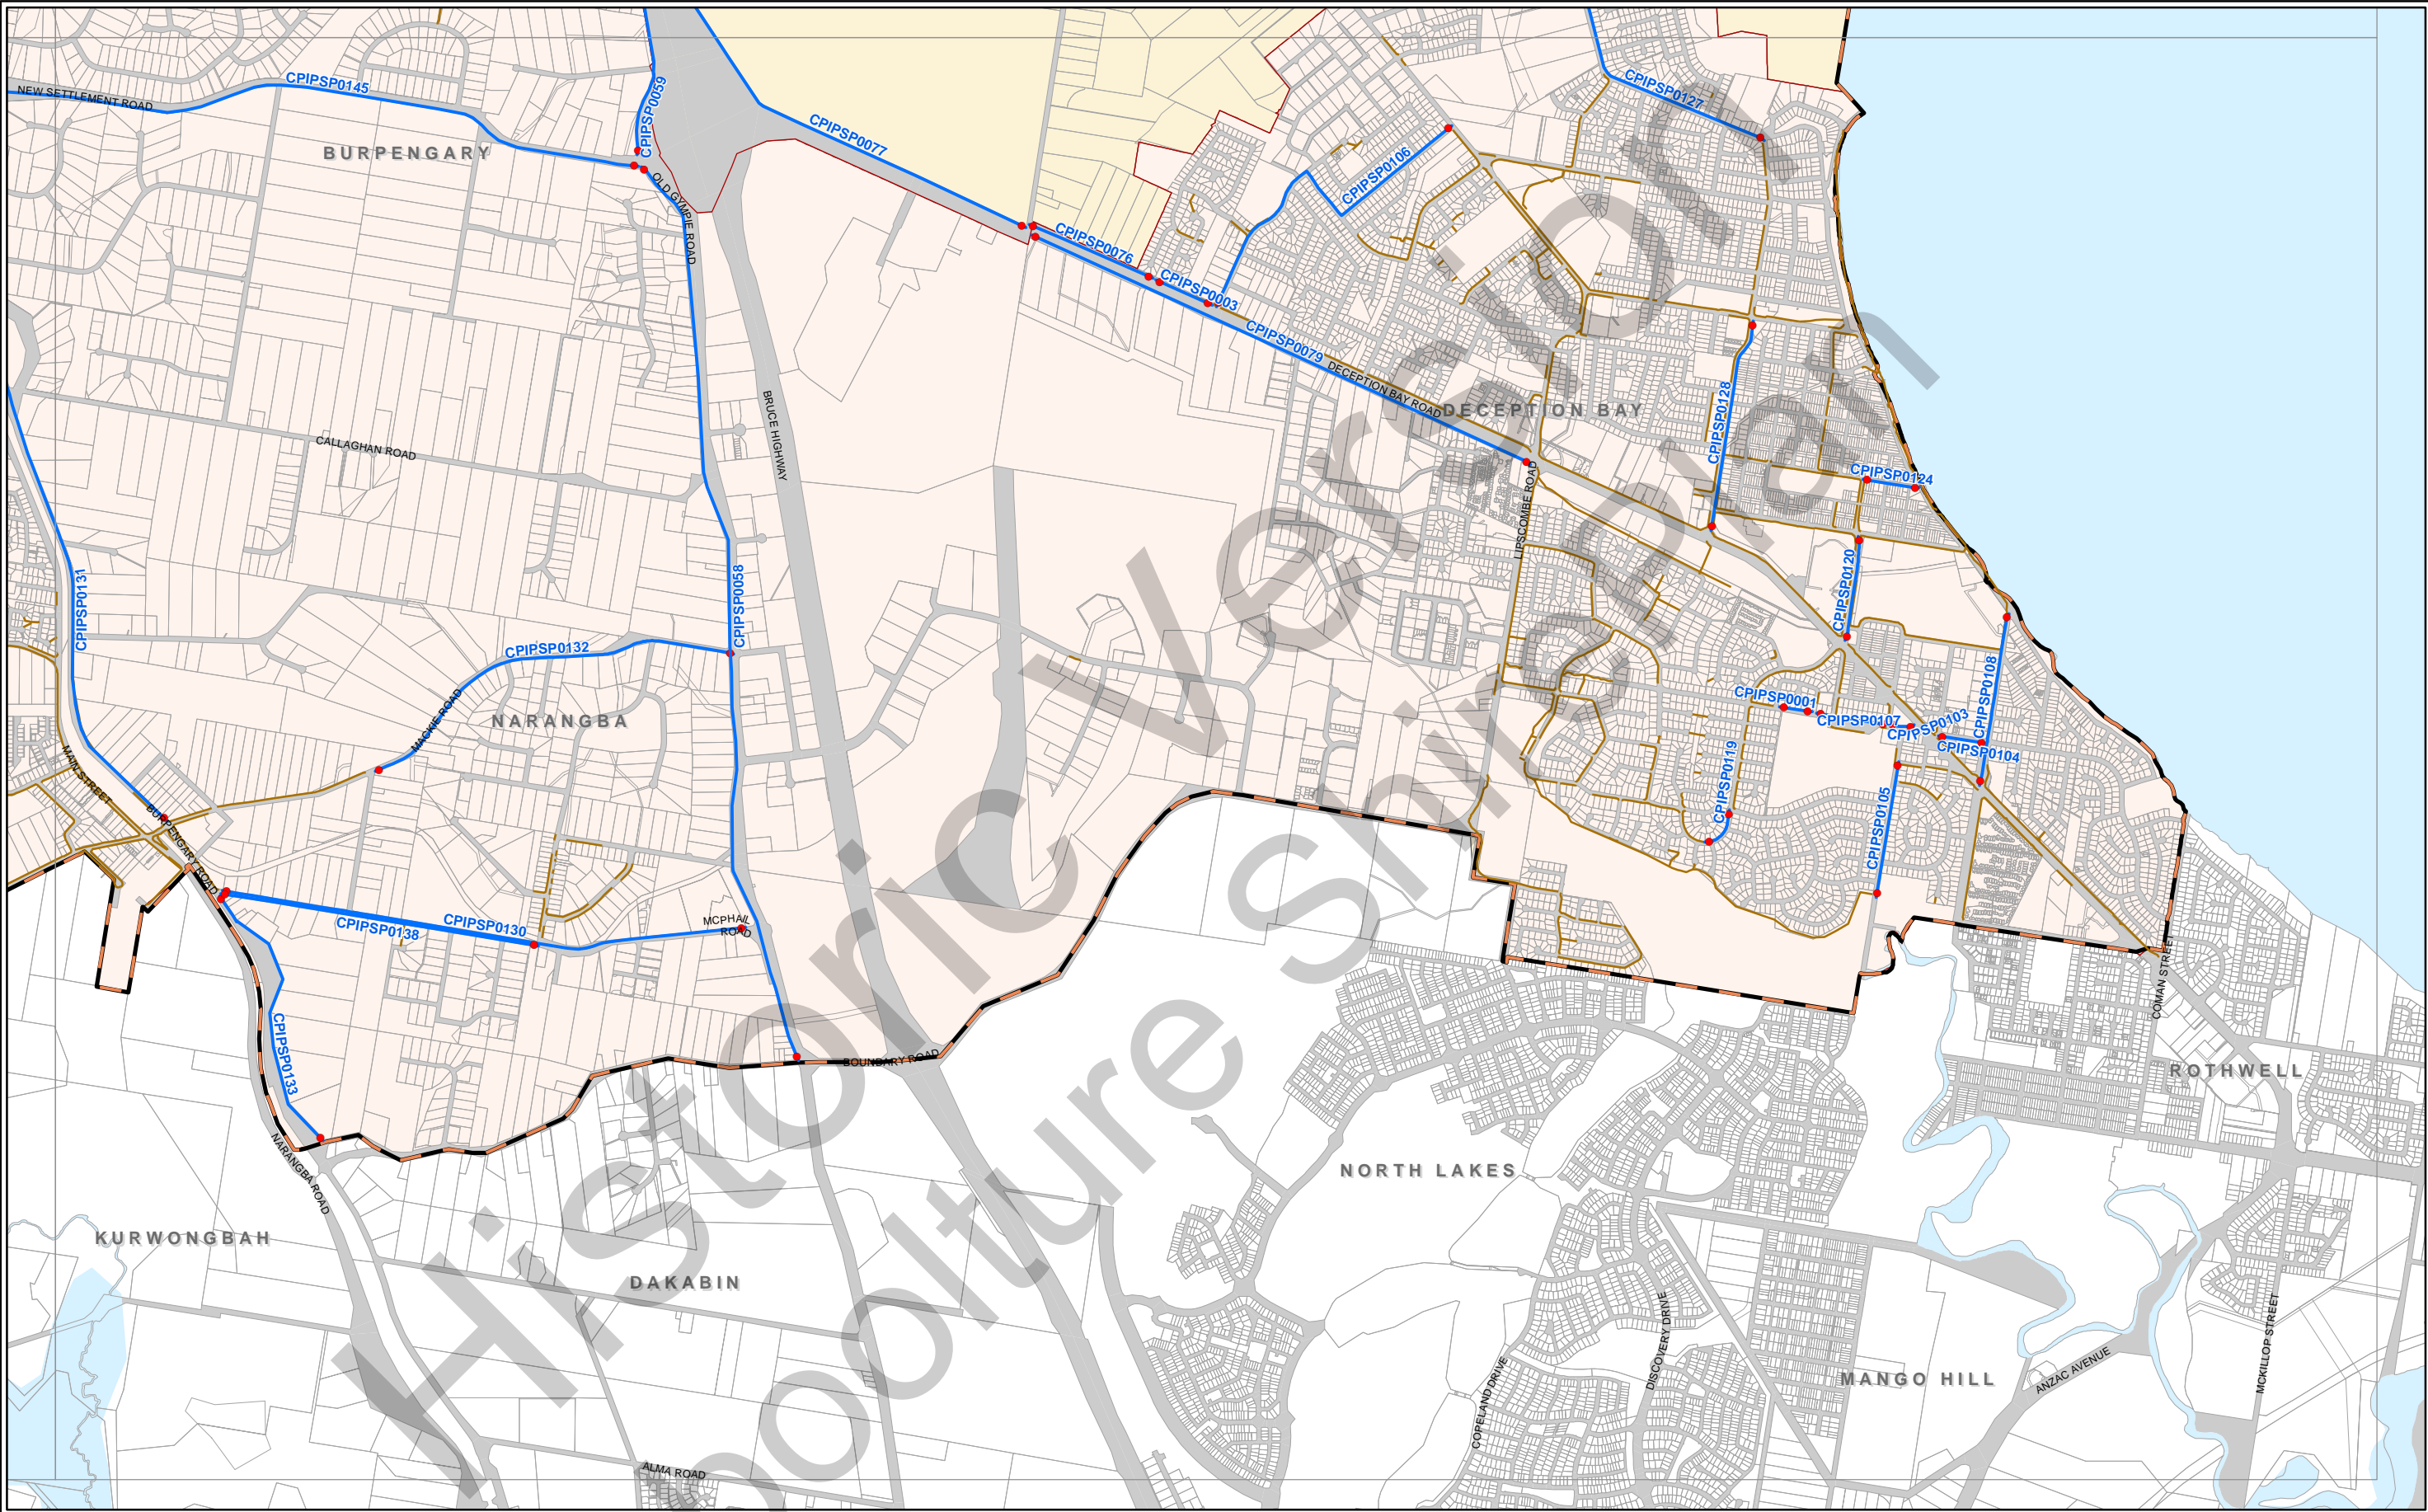 CPIPSP0145
NEW SETTLEMENT ROAD
BURPENGARY
CPIPSP0059
CPIPSP0077
CPIPSP0127
CPIPSP0106
OLD GYMPIE ROAD
CPIPSP0076
CPIPSP0003
CPIPSP0079
DECEPTION BAY ROAD
DECEPTION BAY
CPIPSP0128
BRUCE HIGHWAY
CALLAGHAN ROAD
CPIPSP0124
LIPSCOMBE ROAD
CPIPSP0120
CPIPSP0131
CPIPSP0058
CPIPSP0132
MACKIE ROAD
NARANGBA
CPIPSP0108
CPIPSP0001
CPIPSP0107
CPIPSP0103
CPIPSP0104
CPIPSP0119
CPIPSP0105
MAIN STREET
BURPENGARY ROAD
CPIPSP0138
CPIPSP0130
MCPHAIL
ROAD
COMAN STREET
CPIPSP0133
BOUNDARY ROAD
ROTHWELL
NARANGBA ROAD
NORTH LAKES
KURWONGBAH
DAKABIN
COPELAND DRIVE
DISCOVERY DRIVE
MANGO HILL
ANZAC AVENUE
MCKILLOP STREET
ALMA ROAD
Historic Version
oolture ShirePlan